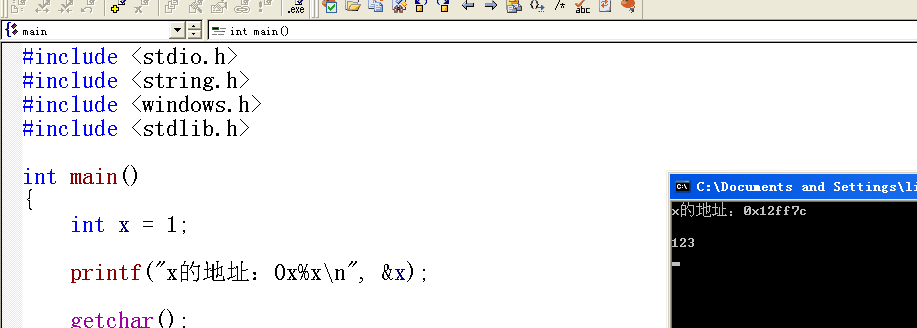 .exe
main
int main()
#include <stdio.h>
#include <string.h>
#include <windows.h>
#include <stdlib.h>
int main()
{
int x = 1;
printf("x的地址：0x%x\n", &x);
getchar();
C:\Documents and Settings\li
x的地址：0x12ff7c
123